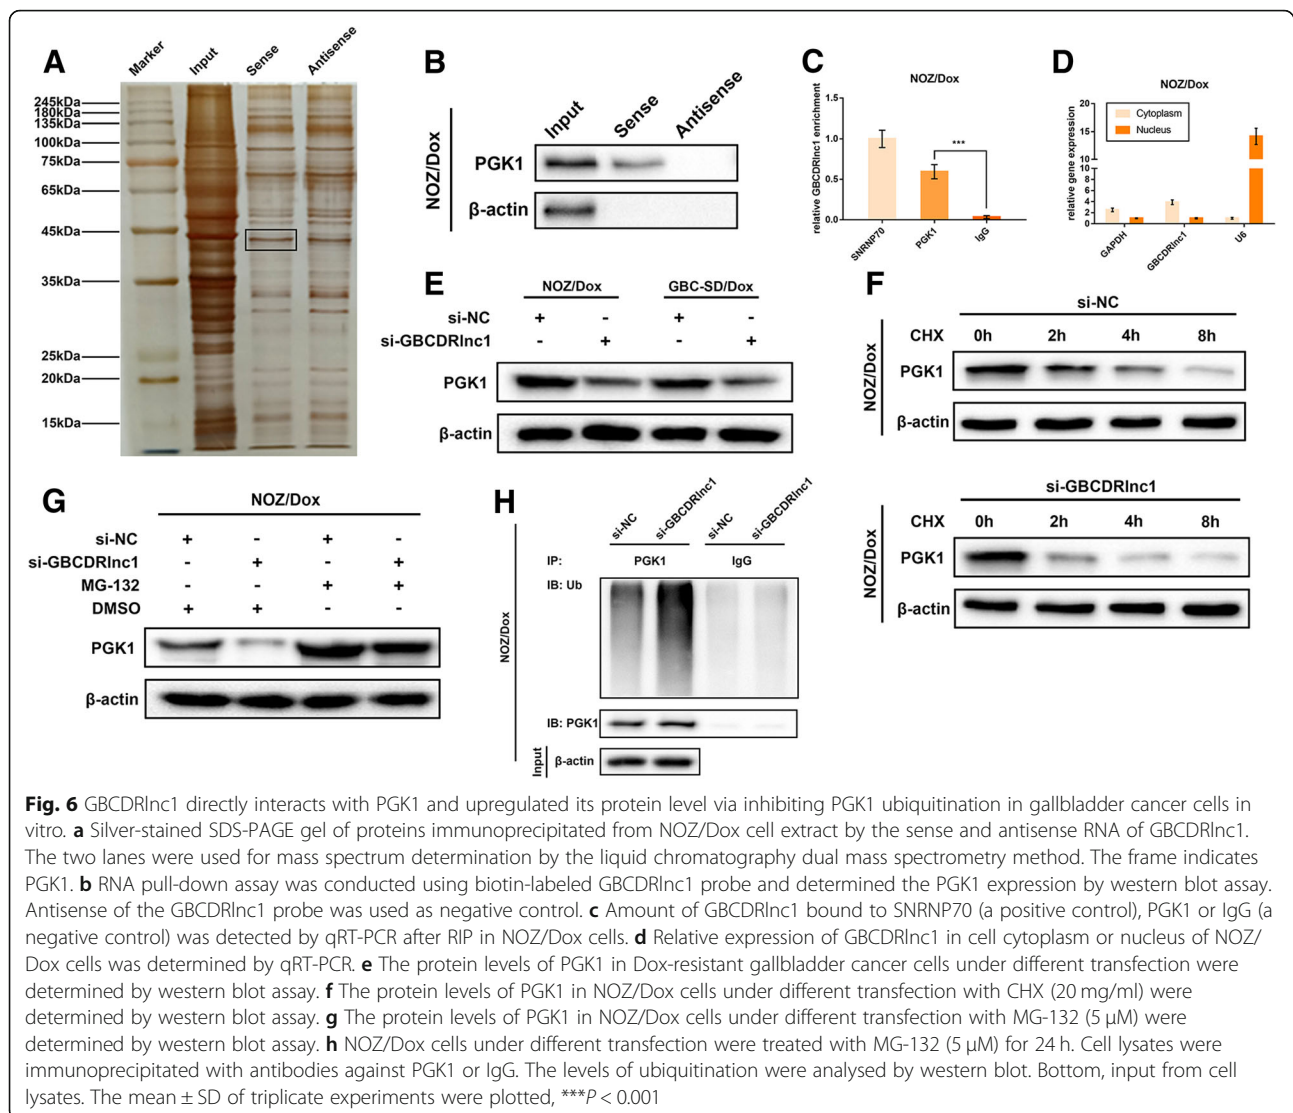 A
Marker
Input
Sense
Antisense
245kDa
180kDa
135kDa
100kDa
75kDa
65kDa
45kDa
35kDa
25kDa
20kDa
15kDa
B
NOZ/Dox
Input
Sense
Antisense
PGK1
β-actin
C
NOZ/Dox
relative GBCDRlnc1 enrichment
1.5
1.0
0.5
0.0
***
SNRNP70
PGK1
IgG
D
NOZ/Dox
relative gene expression
Cytoplasm
Nucleus
20
15
10
10
8
6
4
2
0
GAPDH
GBCDRlnc1
U6
E
NOZ/Dox GBC-SD/Dox
si-NC + - + -
si-GBCDRlnc1 - + - +
PGK1
β-actin
F
si-NC
NOZ/Dox
CHX 0h 2h 4h 8h
PGK1
β-actin
si-GBCDRlnc1
NOZ/Dox
CHX 0h 2h 4h 8h
PGK1
β-actin
G
NOZ/Dox
si-NC + - + -
si-GBCDRlnc1 - + - +
MG-132 - - + +
DMSO + + - -
PGK1
β-actin
H
NOZ/Dox
si-NC
si-GBCDRlnc1
si-NC
si-GBCDRlnc1
IP: PGK1 IgG
IB: Ub
IB: PGK1
Input
β-actin
Fig. 6 GBCDRlnc1 directly interacts with PGK1 and upregulated its protein level via inhibiting PGK1 ubiquitination in gallbladder cancer cells in
vitro. a Silver-stained SDS-PAGE gel of proteins immunoprecipitated from NOZ/Dox cell extract by the sense and antisense RNA of GBCDRlnc1.
The two lanes were used for mass spectrum determination by the liquid chromatography dual mass spectrometry method. The frame indicates
PGK1. b RNA pull-down assay was conducted using biotin-labeled GBCDRlnc1 probe and determined the PGK1 expression by western blot assay.
Antisense of the GBCDRlnc1 probe was used as negative control. c Amount of GBCDRlnc1 bound to SNRNP70 (a positive control), PGK1 or IgG (a
negative control) was detected by qRT-PCR after RIP in NOZ/Dox cells. d Relative expression of GBCDRlnc1 in cell cytoplasm or nucleus of NOZ/
Dox cells was determined by qRT-PCR. e The protein levels of PGK1 in Dox-resistant gallbladder cancer cells under different transfection were
determined by western blot assay. f The protein levels of PGK1 in NOZ/Dox cells under different transfection with CHX (20 mg/ml) were
determined by western blot assay. g The protein levels of PGK1 in NOZ/Dox cells under different transfection with MG-132 (5 μM) were
determined by western blot assay. h NOZ/Dox cells under different transfection were treated with MG-132 (5 μM) for 24 h. Cell lysates were
immunoprecipitated with antibodies against PGK1 or IgG. The levels of ubiquitination were analysed by western blot. Bottom, input from cell
lysates. The mean ± SD of triplicate experiments were plotted, ***P < 0.001